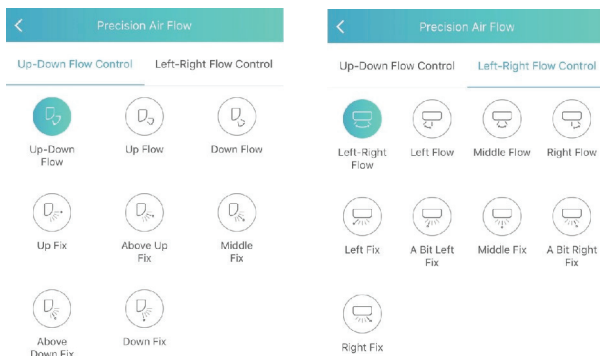 Precision Air Flow
Up-Down Flow Control
Left-Right Flow Control
Up-Down
Flow
Up Flow
Down Flow
Up Fix
Above Up
Fix
Middle
Fix
Above
Down Fix
Down Fix
Precision Air Flow
Up-Down Flow Control
Left-Right Flow Control
Left-Right
Flow
Left Flow
Middle Flow
Right Flow
Left Fix
A Bit Left
Fix
Middle Fix
A Bit Right
Fix
Right Fix